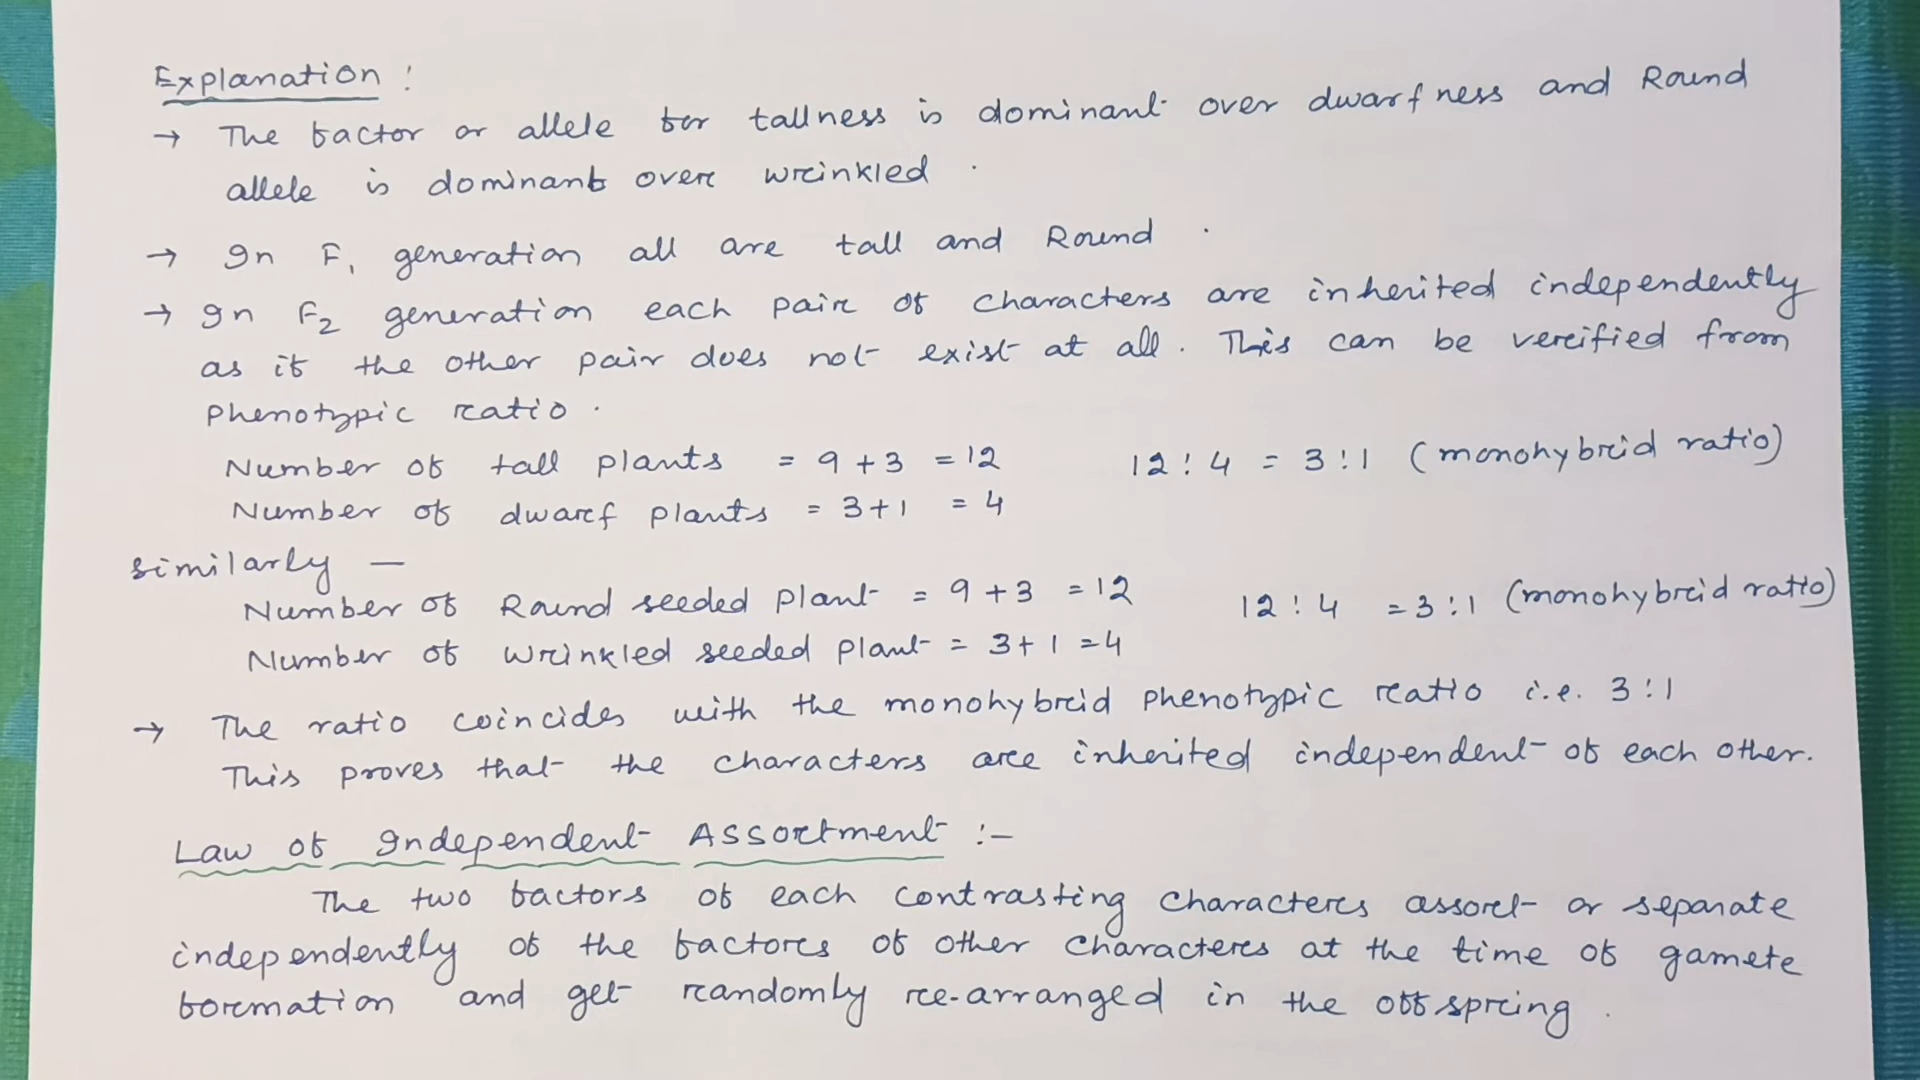 Explanation :
→ The factor or allele for tallness is dominant over dwarfness and Round
allele is dominant over wrinkled .
→ In F1 generation all are tall and Round .
→ In F2 generation each pair of characters are inherited independently
as if the other pair does not exist at all . This can be verified from
Phenotypic ratio .
Number of tall plants = 9 + 3 = 12 12 : 4 = 3 : 1 (monohybrid ratio)
Number of dwarf plants = 3 + 1 = 4
similarly —
Number of Round seeded plant = 9 + 3 = 12 12 : 4 = 3 : 1 (monohybrid ratio)
Number of wrinkled seeded plant = 3 + 1 = 4
→ The ratio coincides with the monohybrid phenotypic ratio i.e. 3 : 1
This proves that the characters are inherited independent of each other.
Law of Independent Assortment :-
The two factors of each contrasting characters assort or separate
independently of the factors of other characters at the time of gamete
formation and get randomly re-arranged in the offspring .